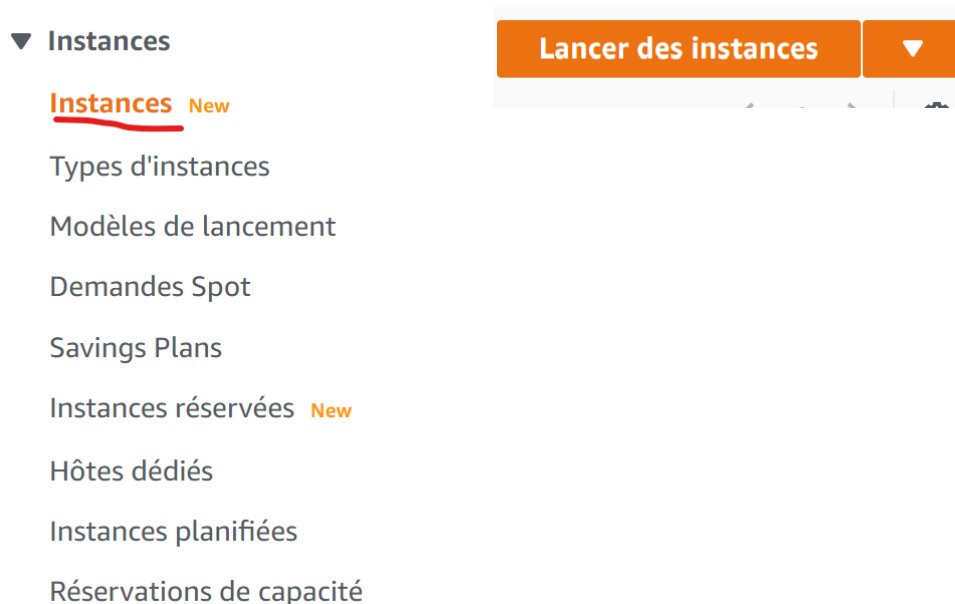 Instances
Lancer des instances
Instances New
Types d'instances
Modèles de lancement
Demandes Spot
Savings Plans
Instances réservées New
Hôtes dédiés
Instances planifiées
Réservations de capacité